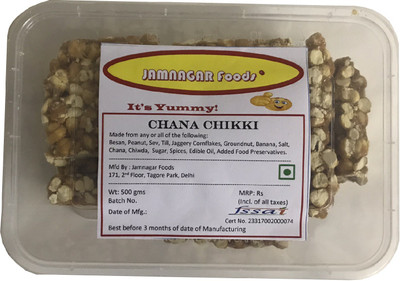 JAMNAGAR Foods®
It's Yummy!
CHANA CHIKKI
Made from any or all of the following:
Besan, Peanut, Sev, Till, Jaggery Cornflakes, Groundnut, Banana, Salt,
Chana, Chiwda, Sugar, Spices, Edible Oil, Added Food Preservatives.
Mfd By : Jamnagar Foods
171, 2nd Floor, Tagore Park, Delhi
Wt: 500 gms
MRP: Rs
Batch No.
(Incl. of all taxes)
Date of Mfg.:
fssai
Cert No. 23317002000074
Best before 3 months of date of Manufacturing